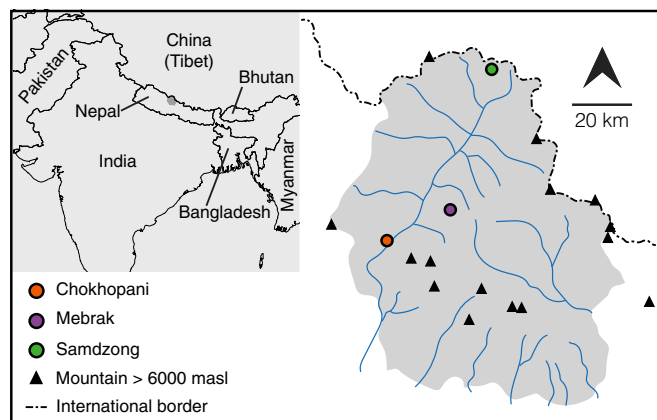 China
(Tibet)
Pakistan
Bhutan
Nepal
India
Bangladesh
Myanmar
20 km
Chokhopani
Mebrak
Samdzong
Mountain > 6000 masl
International border